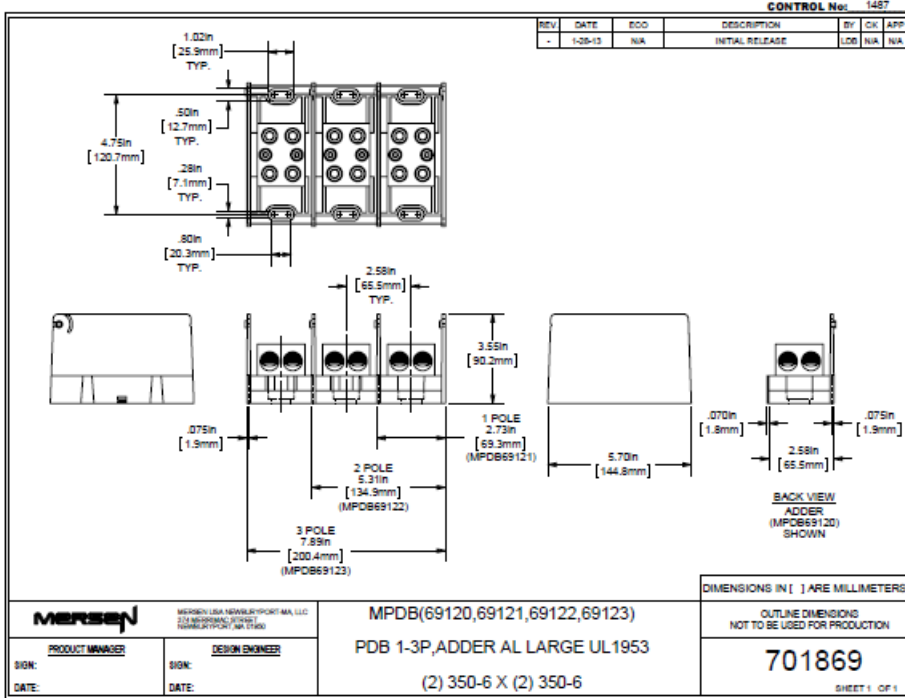 CONTROL No: 1487
REV. DATE ECO DESCRIPTION BY CK APP
- 1-28-13 N/A INITIAL RELEASE LDB N/A N/A
1.02in
[25.9mm]
TYP.
.50in
[12.7mm]
TYP.
4.75in
[120.7mm]
.28in
[7.1mm]
TYP.
.80in
[20.3mm]
TYP.
2.58in
[65.5mm]
TYP.
3.55in
[90.2mm]
.075in
[1.9mm]
1 POLE
2.73in
[69.3mm]
(MPDB69121)
2 POLE
5.31in
[134.9mm]
(MPDB69122)
3 POLE
7.89in
[200.4mm]
(MPDB69123)
5.70in
[144.8mm]
.070in
[1.8mm]
.075in
[1.9mm]
2.58in
[65.5mm]
BACK VIEW
ADDER
(MPDB69120)
SHOWN
DIMENSIONS IN [ ] ARE MILLIMETERS
MERSEN
MERSEN USA NEWBURYPORT-MA, LLC
374 MERRIMAC STREET
NEWBURYPORT, MA 01950
PRODUCT MANAGER
SIGN:
DATE:
DESIGN ENGINEER
SIGN:
DATE:
MPDB(69120,69121,69122,69123)
PDB 1-3P,ADDER AL LARGE UL1953
(2) 350-6 X (2) 350-6
OUTLINE DIMENSIONS
NOT TO BE USED FOR PRODUCTION
701869
SHEET 1 OF 1